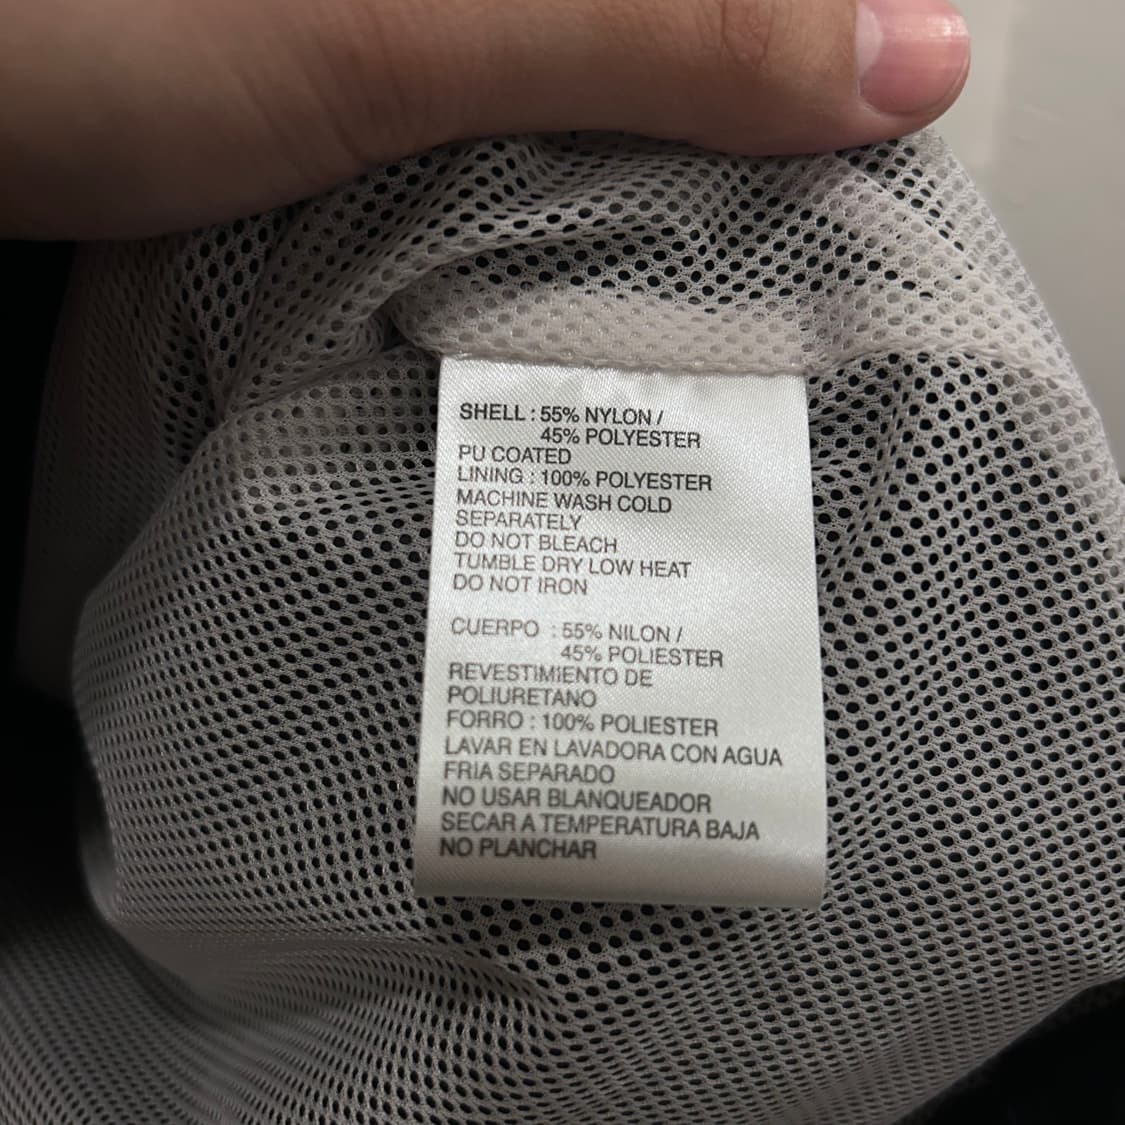 SHELL : 55% NYLON /
45% POLYESTER
PU COATED
LINING : 100% POLYESTER
MACHINE WASH COLD
SEPARATELY
DO NOT BLEACH
TUMBLE DRY LOW HEAT
DO NOT IRON
CUERPO : 55% NILON /
45% POLIESTER
REVESTIMIENTO DE
POLIURETANO
FORRO : 100% POLIESTER
LAVAR EN LAVADORA CON AGUA
FRIA SEPARADO
NO USAR BLANQUEADOR
SECAR A TEMPERATURA BAJA
NO PLANCHAR